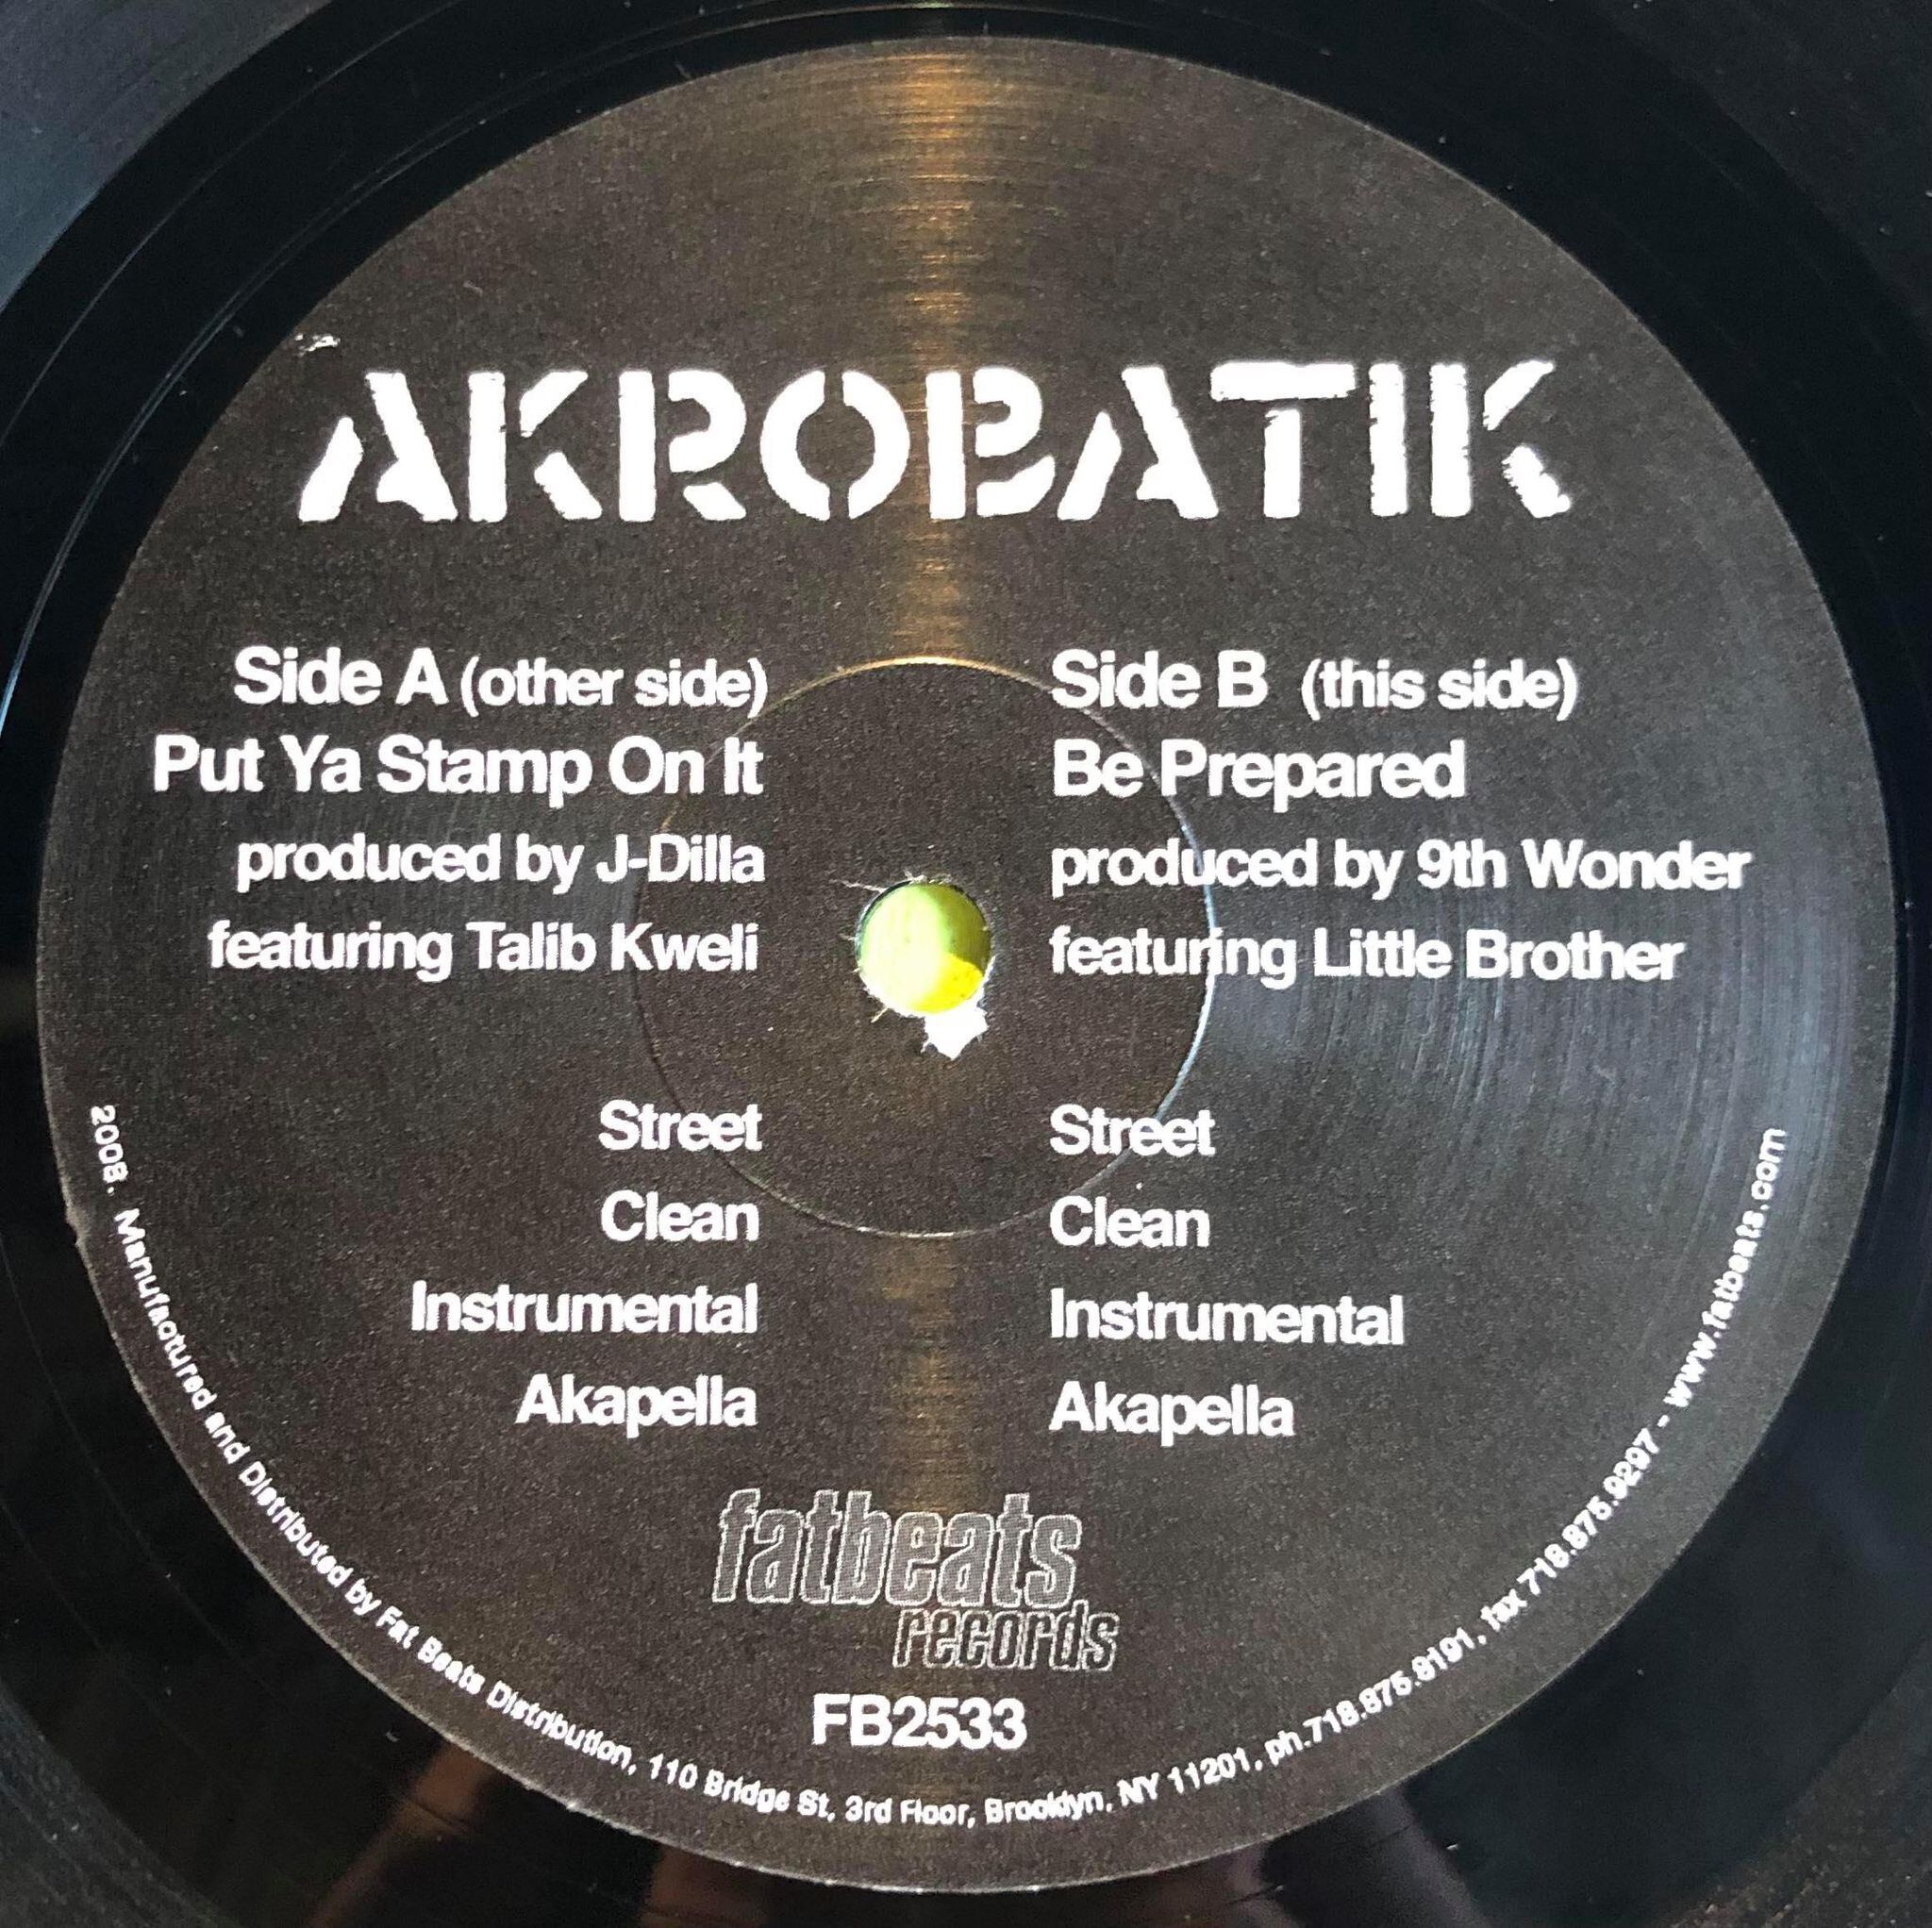 AKROBATIK
Side A (other side)
Put Ya Stamp On It
produced by J-Dilla
featuring Talib Kweli
Street
Clean
Instrumental
Akapella
Side B (this side)
Be Prepared
produced by 9th Wonder
featuring Little Brother
Street
Clean
Instrumental
Akapella
fatbeats
records
FB2533
2008. Manufactured and Distributed by Fat Beats Distribution, 110 Bridge St, 3rd Floor, Brooklyn, NY 11201, ph.718.875.8191, fax 718.875.9297 - www.fatbeats.com